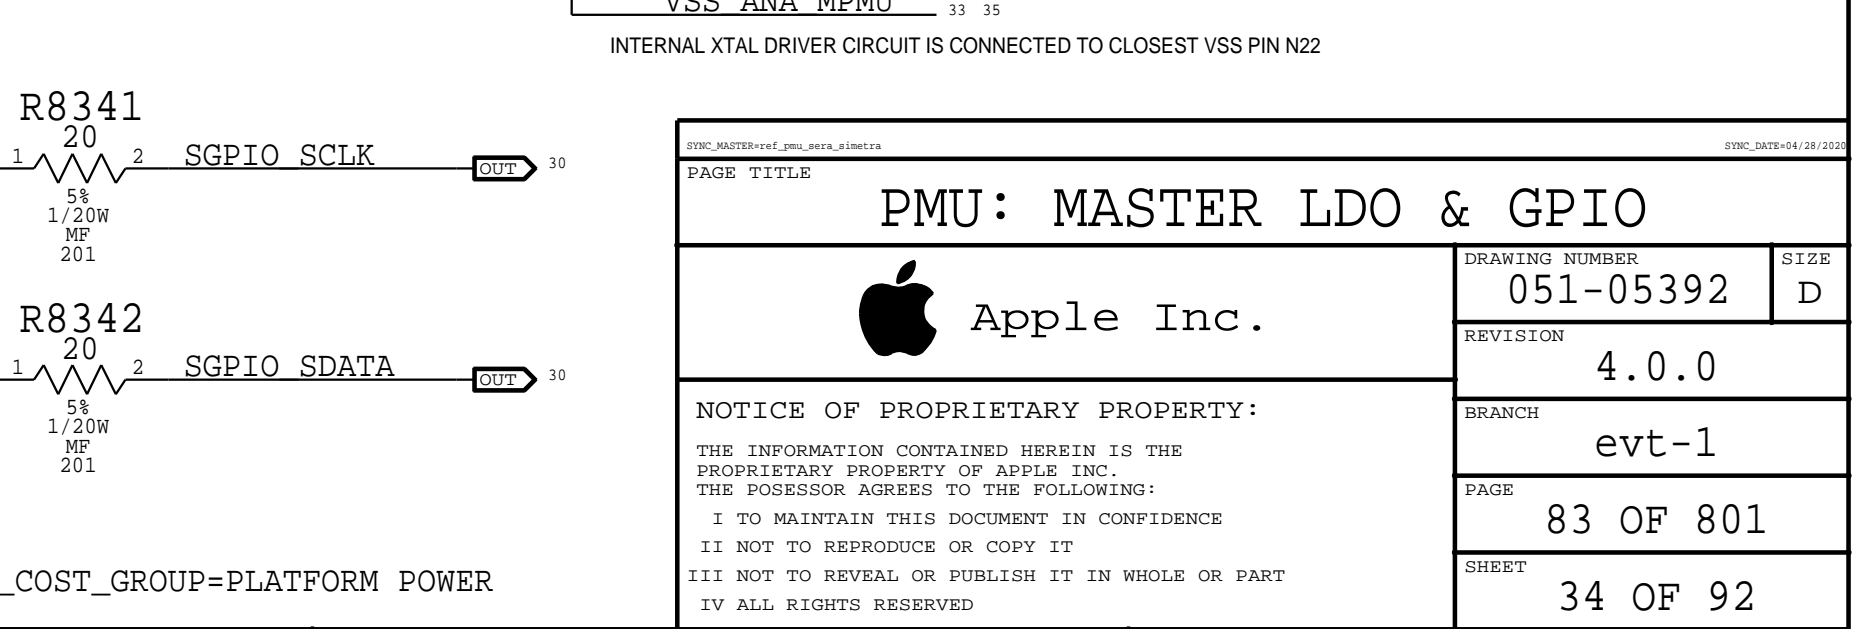 VSS_ANA_MPMU
33 35
INTERNAL XTAL DRIVER CIRCUIT IS CONNECTED TO CLOSEST VSS PIN N22
R8341
20
1 2 SGPIO_SCLK OUT 30
5%
1/20W
MF
201
R8342
20
1 2 SGPIO_SDATA OUT 30
5%
1/20W
MF
201
_COST_GROUP=PLATFORM POWER
SYNC_MASTER=ref_pmu_sera_simetra
SYNC_DATE=04/28/2020
PAGE TITLE
PMU: MASTER LDO & GPIO
Apple Inc.
DRAWING NUMBER
051-05392
SIZE
D
REVISION
4.0.0
BRANCH
evt-1
PAGE
83 OF 801
SHEET
34 OF 92
NOTICE OF PROPRIETARY PROPERTY:
THE INFORMATION CONTAINED HEREIN IS THE
PROPRIETARY PROPERTY OF APPLE INC.
THE POSESSOR AGREES TO THE FOLLOWING:
I TO MAINTAIN THIS DOCUMENT IN CONFIDENCE
II NOT TO REPRODUCE OR COPY IT
III NOT TO REVEAL OR PUBLISH IT IN WHOLE OR PART
IV ALL RIGHTS RESERVED